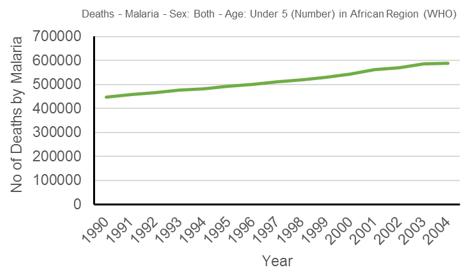 Deaths - Malaria - Sex: Both - Age: Under 5 (Number) in African Region (WHO)
No of Deaths by Malaria
700000
600000
500000
400000
300000
200000
100000
0
1990 1991 1992 1993 1994 1995 1996 1997 1998 1999 2000 2001 2002 2003 2004
Year